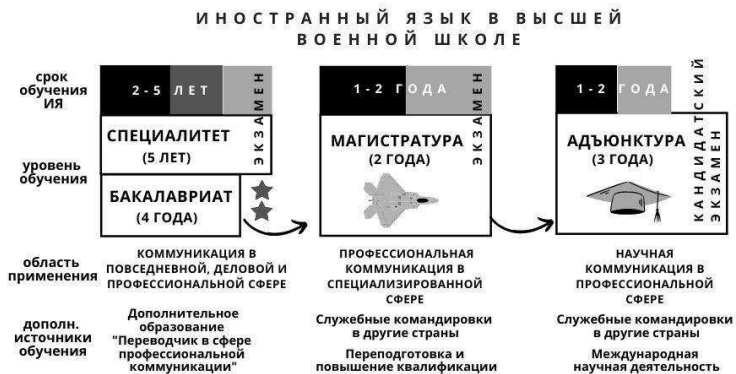 ИНОСТРАННЫЙ ЯЗЫК В ВЫСШЕЙ
ВОЕННОЙ ШКОЛЕ
срок
обучения
ИЯ
2-5 ЛЕТ
ЭКЗАМЕН
1-2 ГОДА
ЭКЗАМЕН
1-2 ГОДА
КАНДИДАТСКИЙ
ЭКЗАМЕН
уровень
обучения
СПЕЦИАЛИТЕТ
(5 ЛЕТ)
БАКАЛАВРИАТ
(4 ГОДА)
МАГИСТРАТУРА
(2 ГОДА)
АДЪЮНКТУРА
(3 ГОДА)
область
применения
КОММУНИКАЦИЯ В
ПОВСЕДНЕВНОЙ, ДЕЛОВОЙ И
ПРОФЕССИОНАЛЬНОЙ СФЕРЕ
ПРОФЕССИОНАЛЬНАЯ
КОММУНИКАЦИЯ В
СПЕЦИАЛИЗИРОВАННОЙ
СФЕРЕ
НАУЧНАЯ
КОММУНИКАЦИЯ В
ПРОФЕССИОНАЛЬНОЙ
СФЕРЕ
дополн.
источники
обучения
Дополнительное
образование
"Переводчик в сфере
профессиональной
коммуникации"
Служебные командировки
в другие страны
Переподготовка и
повышение квалификации
Служебные командировки
в другие страны
Международная
научная деятельность